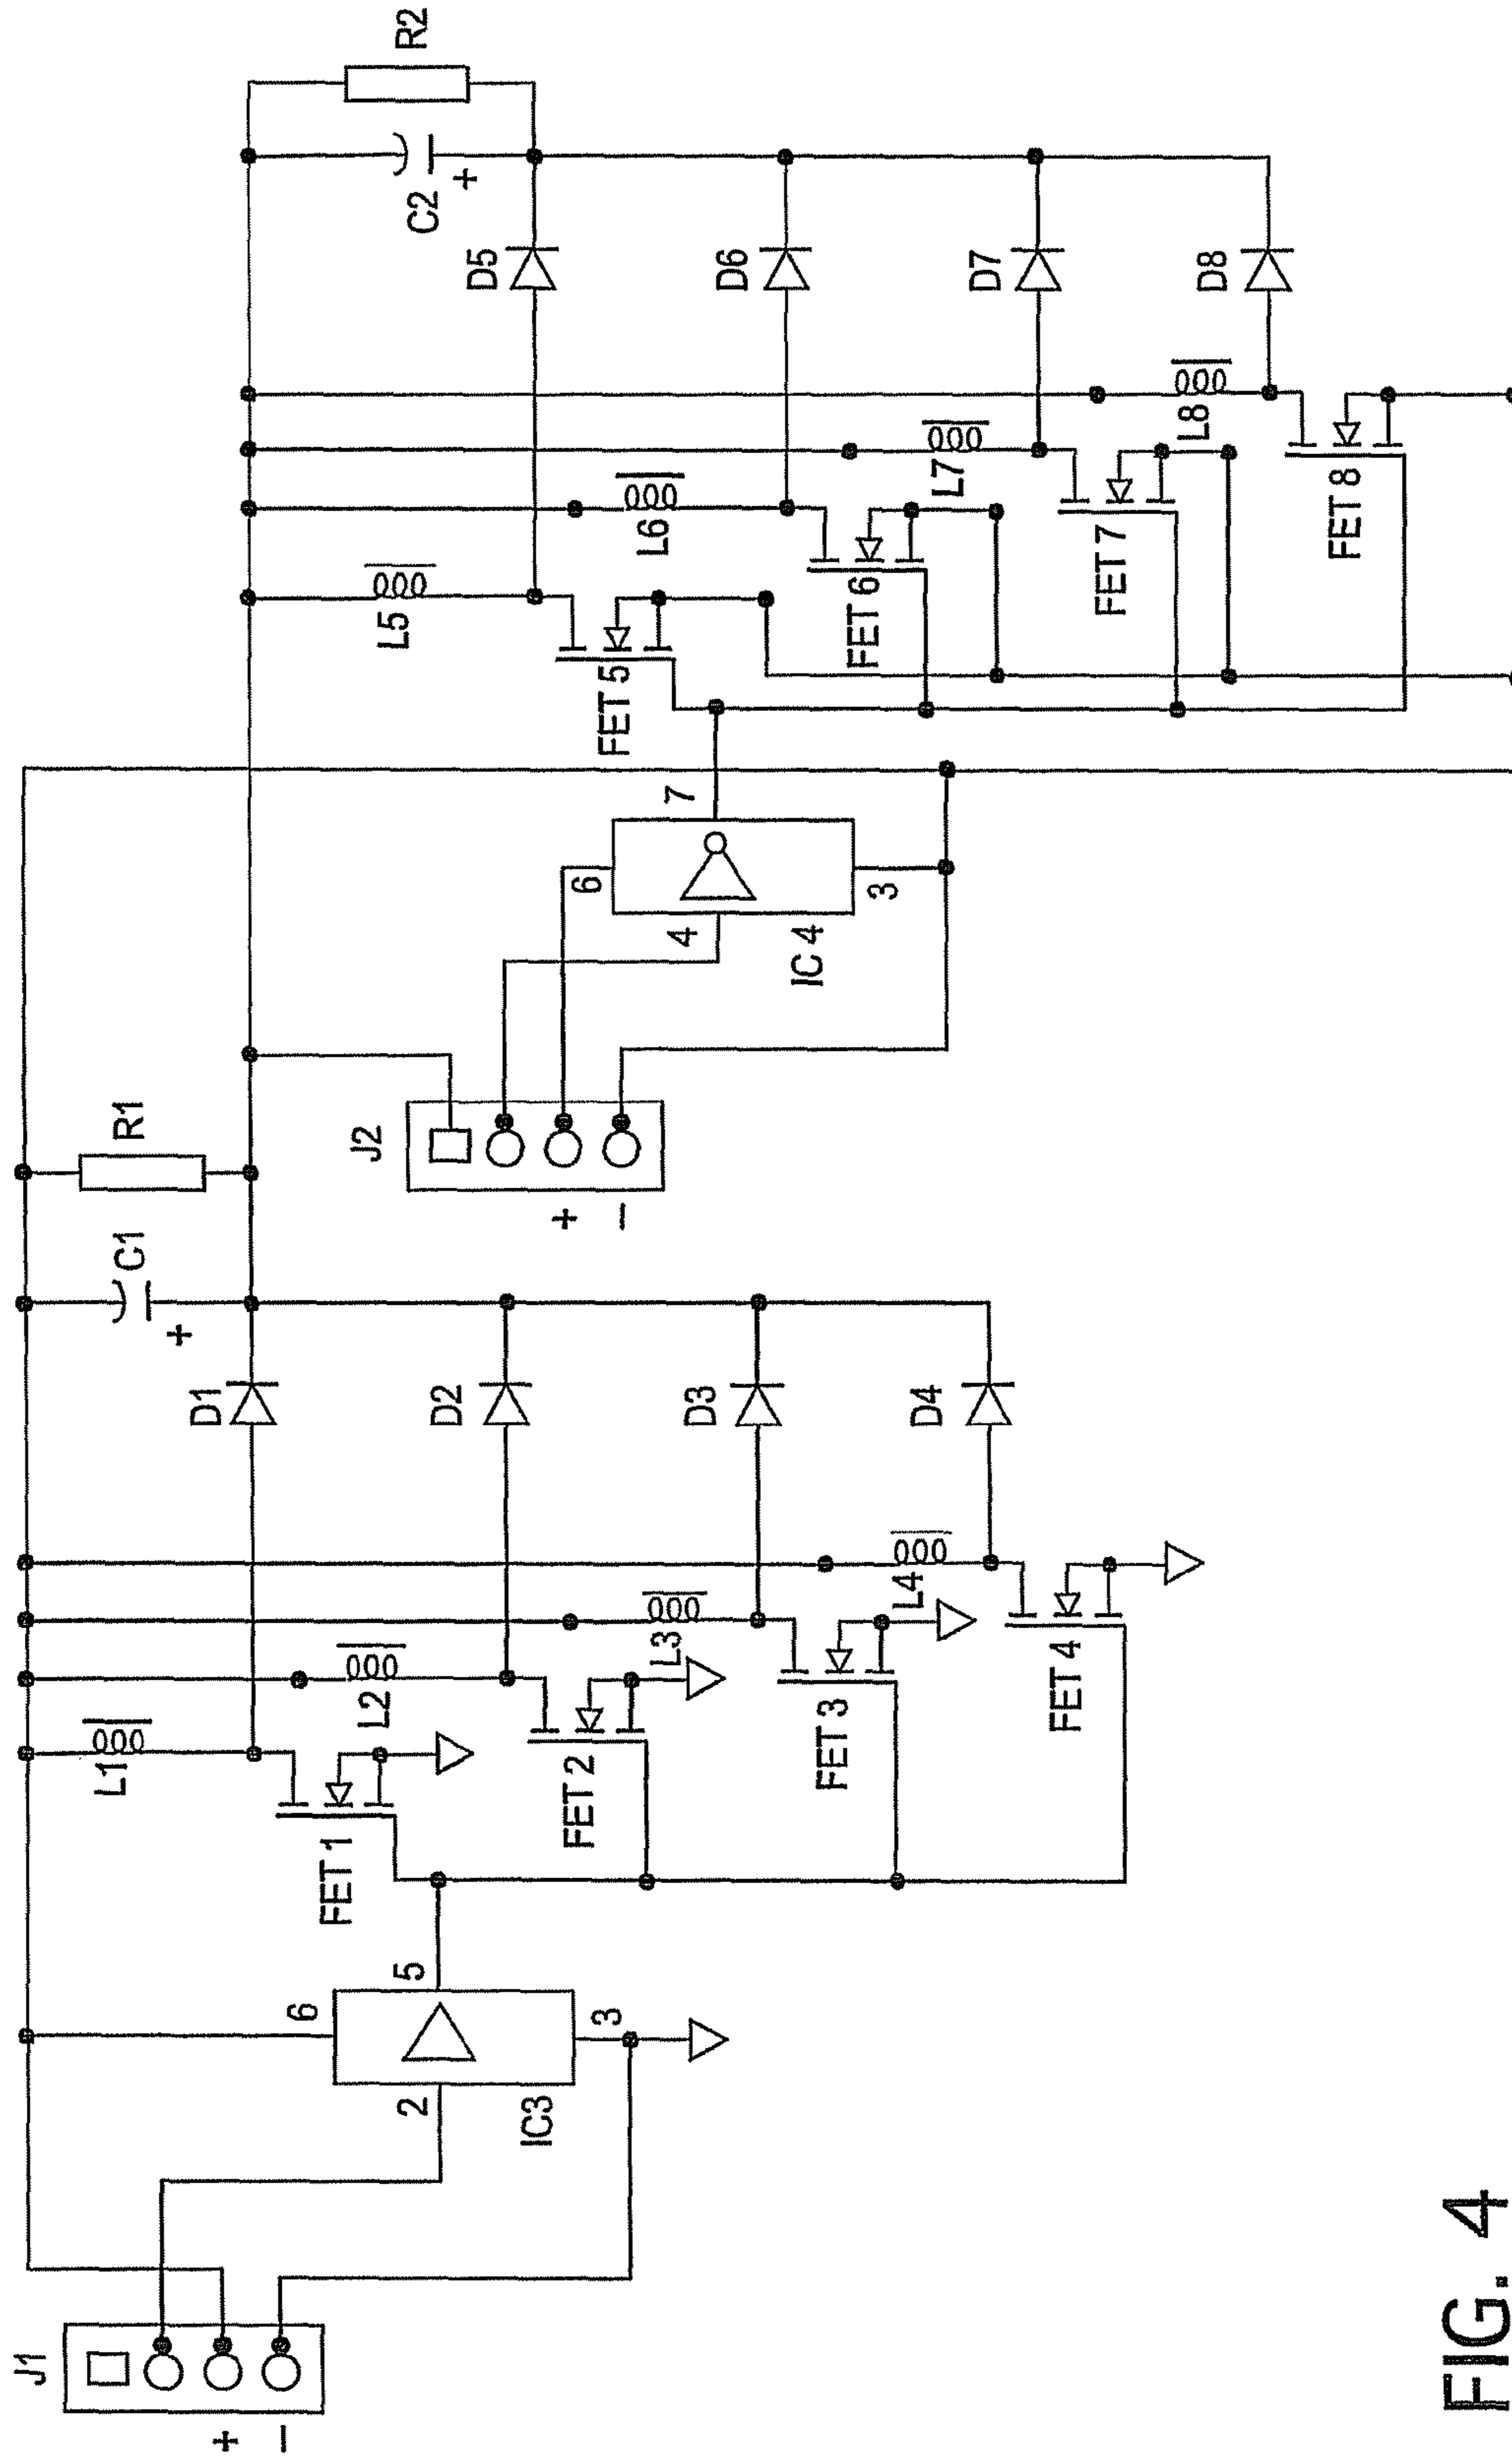 J1
+
−
2
6
5
3
IC3
FET 1
L1
FET 2
L2
FET 3
L3
FET 4
L4
D1
D2
D3
D4
C1
+
R1
J2
+
−
4
6
7
3
IC 4
FET 5
L5
FET 6
L6
FET 7
L7
FET 8
L8
D5
D6
D7
D8
C2
+
R2
FIG. 4